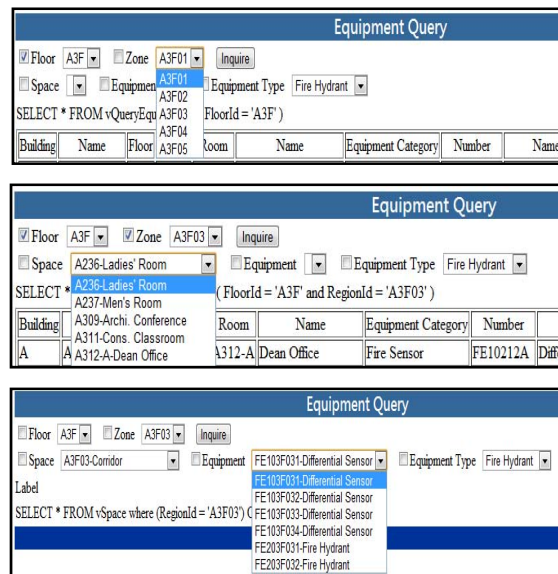 Equipment Query
Floor A3F Zone A3F01 Inquire
Space Equipmen Equipment Type Fire Hydrant
A3F01
A3F02
A3F03
A3F04
A3F05
SELECT * FROM vQueryEqu FloorId = 'A3F' )
Building Name Floor Room Name Equipment Category Number Name
Equipment Query
Floor A3F Zone A3F03 Inquire
Space A236-Ladies' Room Equipment Equipment Type Fire Hydrant
A236-Ladies' Room
A237-Men's Room
A309-Archi. Conference
A311-Cons. Classroom
A312-A-Dean Office
SELECT * ( FloorId = 'A3F' and RegionId = 'A3F03' )
Building Room Name Equipment Category Number
A A A312-A Dean Office Fire Sensor FE10212A Diff
Equipment Query
Floor A3F Zone A3F03 Inquire
Space A3F03-Corridor Equipment FE103F031-Differential Sensor Equipment Type Fire Hydrant
Label
FE103F031-Differential Sensor
FE103F032-Differential Sensor
FE103F033-Differential Sensor
FE103F034-Differential Sensor
FE203F031-Fire Hydrant
FE203F032-Fire Hydrant
SELECT * FROM vSpace where (RegionId = 'A3F03')